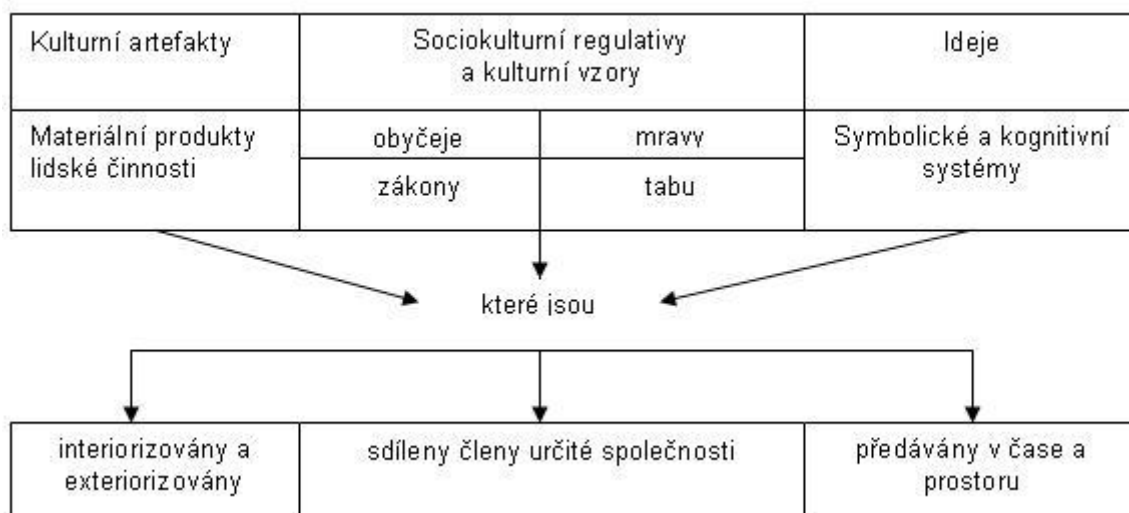 Kulturní artefakty
Sociokulturní regulativy
a kulturní vzory
Ideje
Materiální produkty
lidské činnosti
obyčeje
mravy
zákony
tabu
Symbolické a kognitivní
systémy
které jsou
interiorizovány a
exteriorizovány
sdíleny členy určité společnosti
předávány v čase a
prostoru